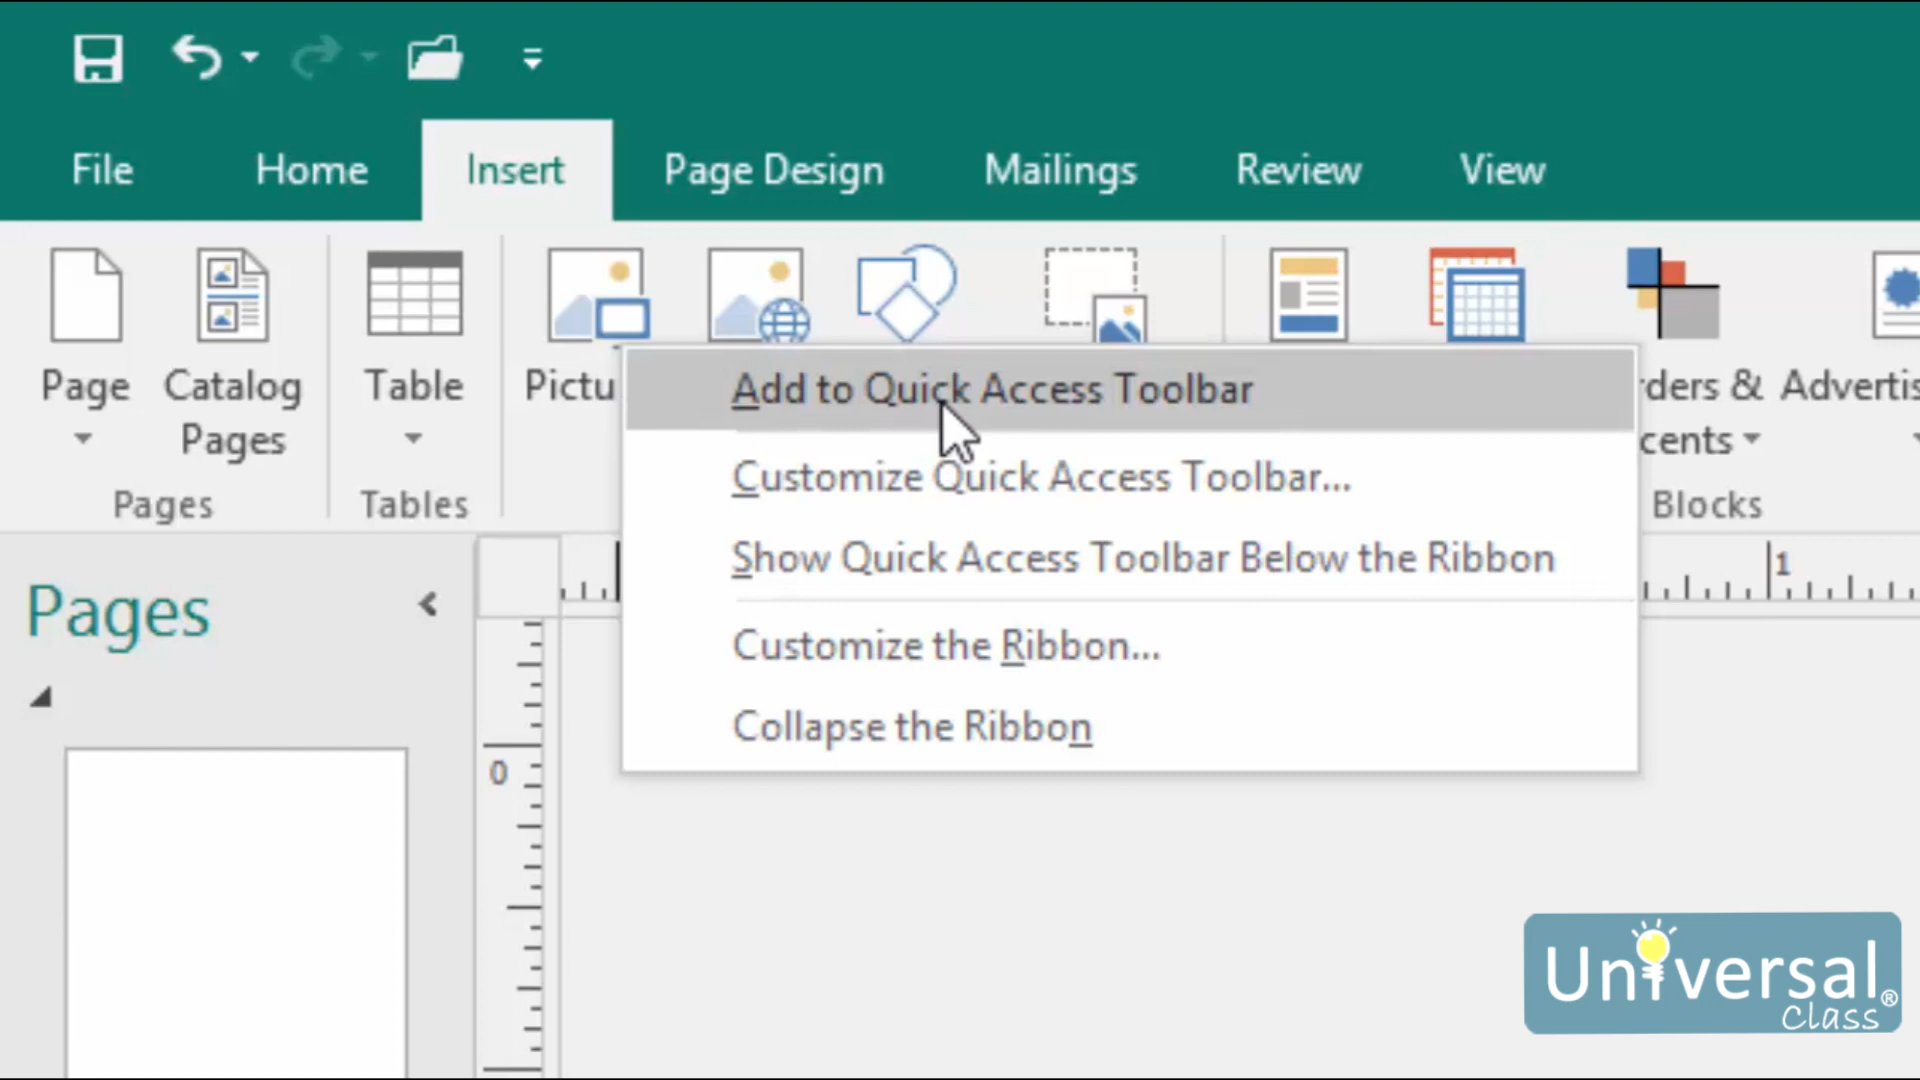 File Home Insert Page Design Mailings Review View
Page Catalog Pages Table Pictu
rders & cents Advertis
Pages Tables Blocks
Add to Quick Access Toolbar
Customize Quick Access Toolbar...
Show Quick Access Toolbar Below the Ribbon
Customize the Ribbon...
Collapse the Ribbon
1
Pages
0
Universal®
Class